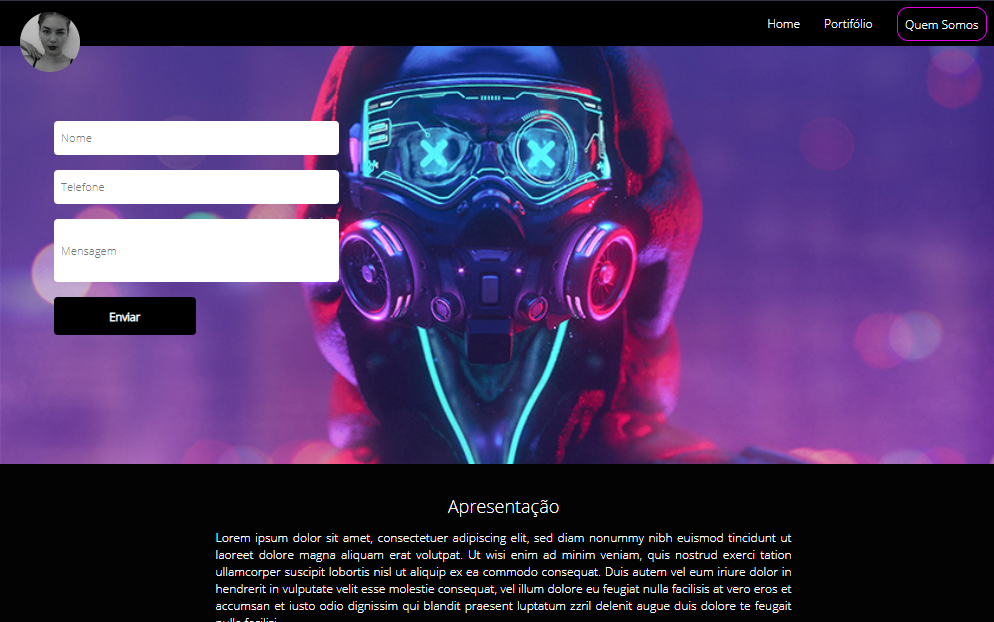 Home
Portifólio
Quem Somos
Nome
Telefone
Mensagem
Enviar
Apresentação
Lorem ipsum dolor sit amet, consectetuer adipiscing elit, sed diam nonummy nibh euismod tincidunt ut
laoreet dolore magna aliquam erat volutpat. Ut wisi enim ad minim veniam, quis nostrud exerci tation
ullamcorper suscipit lobortis nisl ut aliquip ex ea commodo consequat. Duis autem vel eum iriure dolor in
hendrerit in vulputate velit esse molestie consequat, vel illum dolore eu feugiat nulla facilisis at vero eros et
accumsan et iusto odio dignissim qui blandit praesent luptatum zzril delenit augue duis dolore te feugait
nulla facilisi.